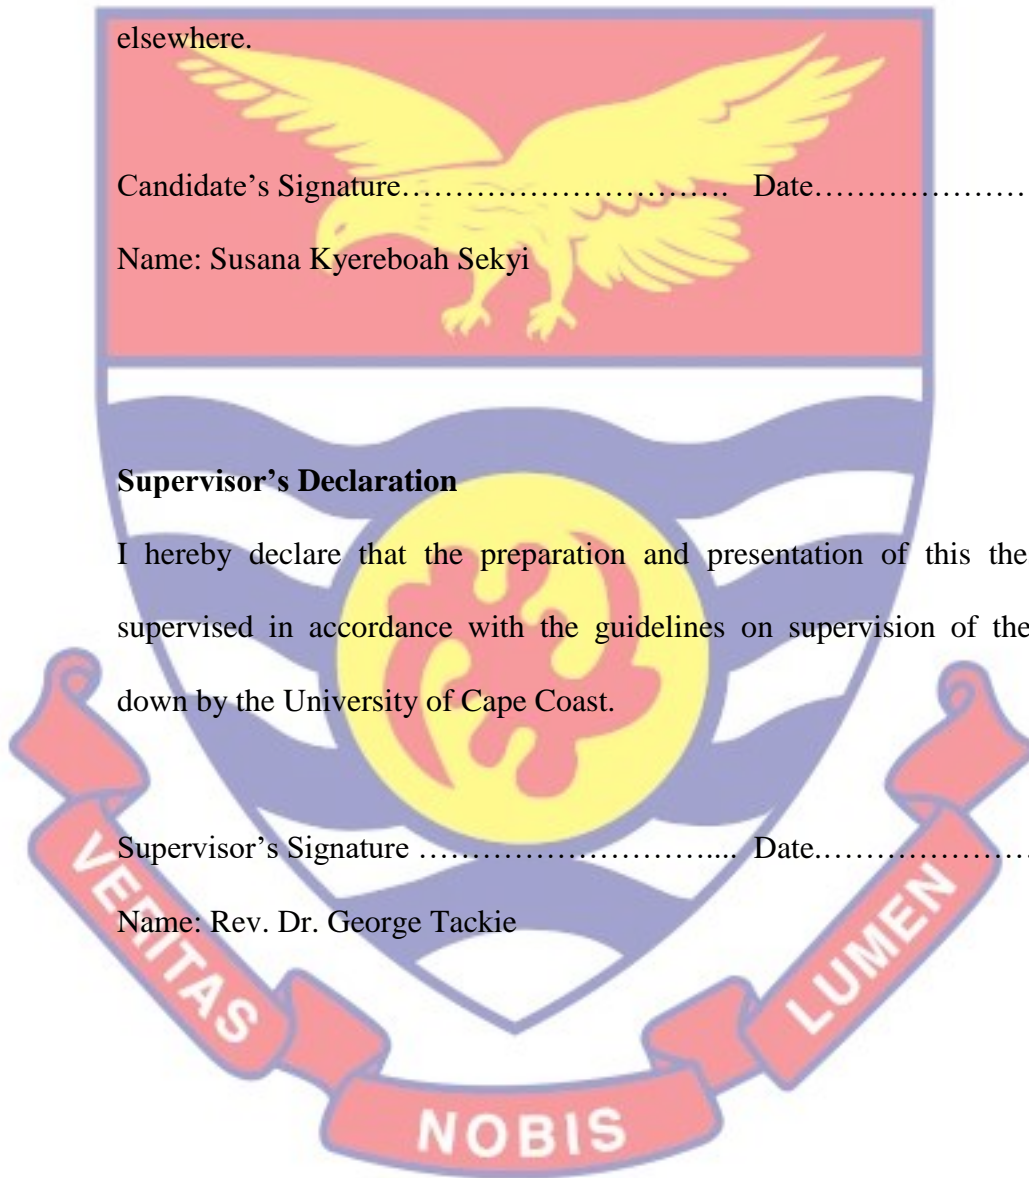 elsewhere.
Candidate's Signature…………………………. Date…………………
Name: Susana Kyereboah Sekyi
Supervisor's Declaration
I hereby declare that the preparation and presentation of this the
supervised in accordance with the guidelines on supervision of the
down by the University of Cape Coast.
Supervisor's Signature ……………………….... Date.…………………
Name: Rev. Dr. George Tackie
VERITAS
NOBIS
LUMEN